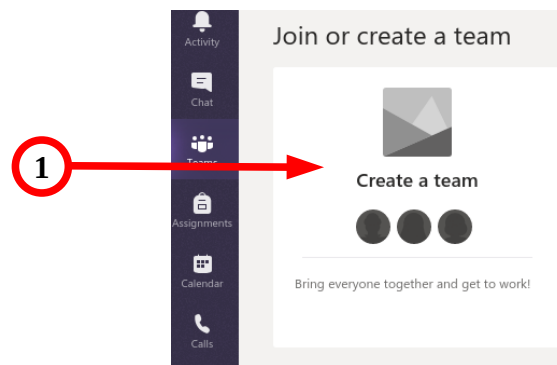 Activity
Join or create a team
Chat
1
Teams
Create a team
Assignments
Calendar
Bring everyone together and get to work!
Calls